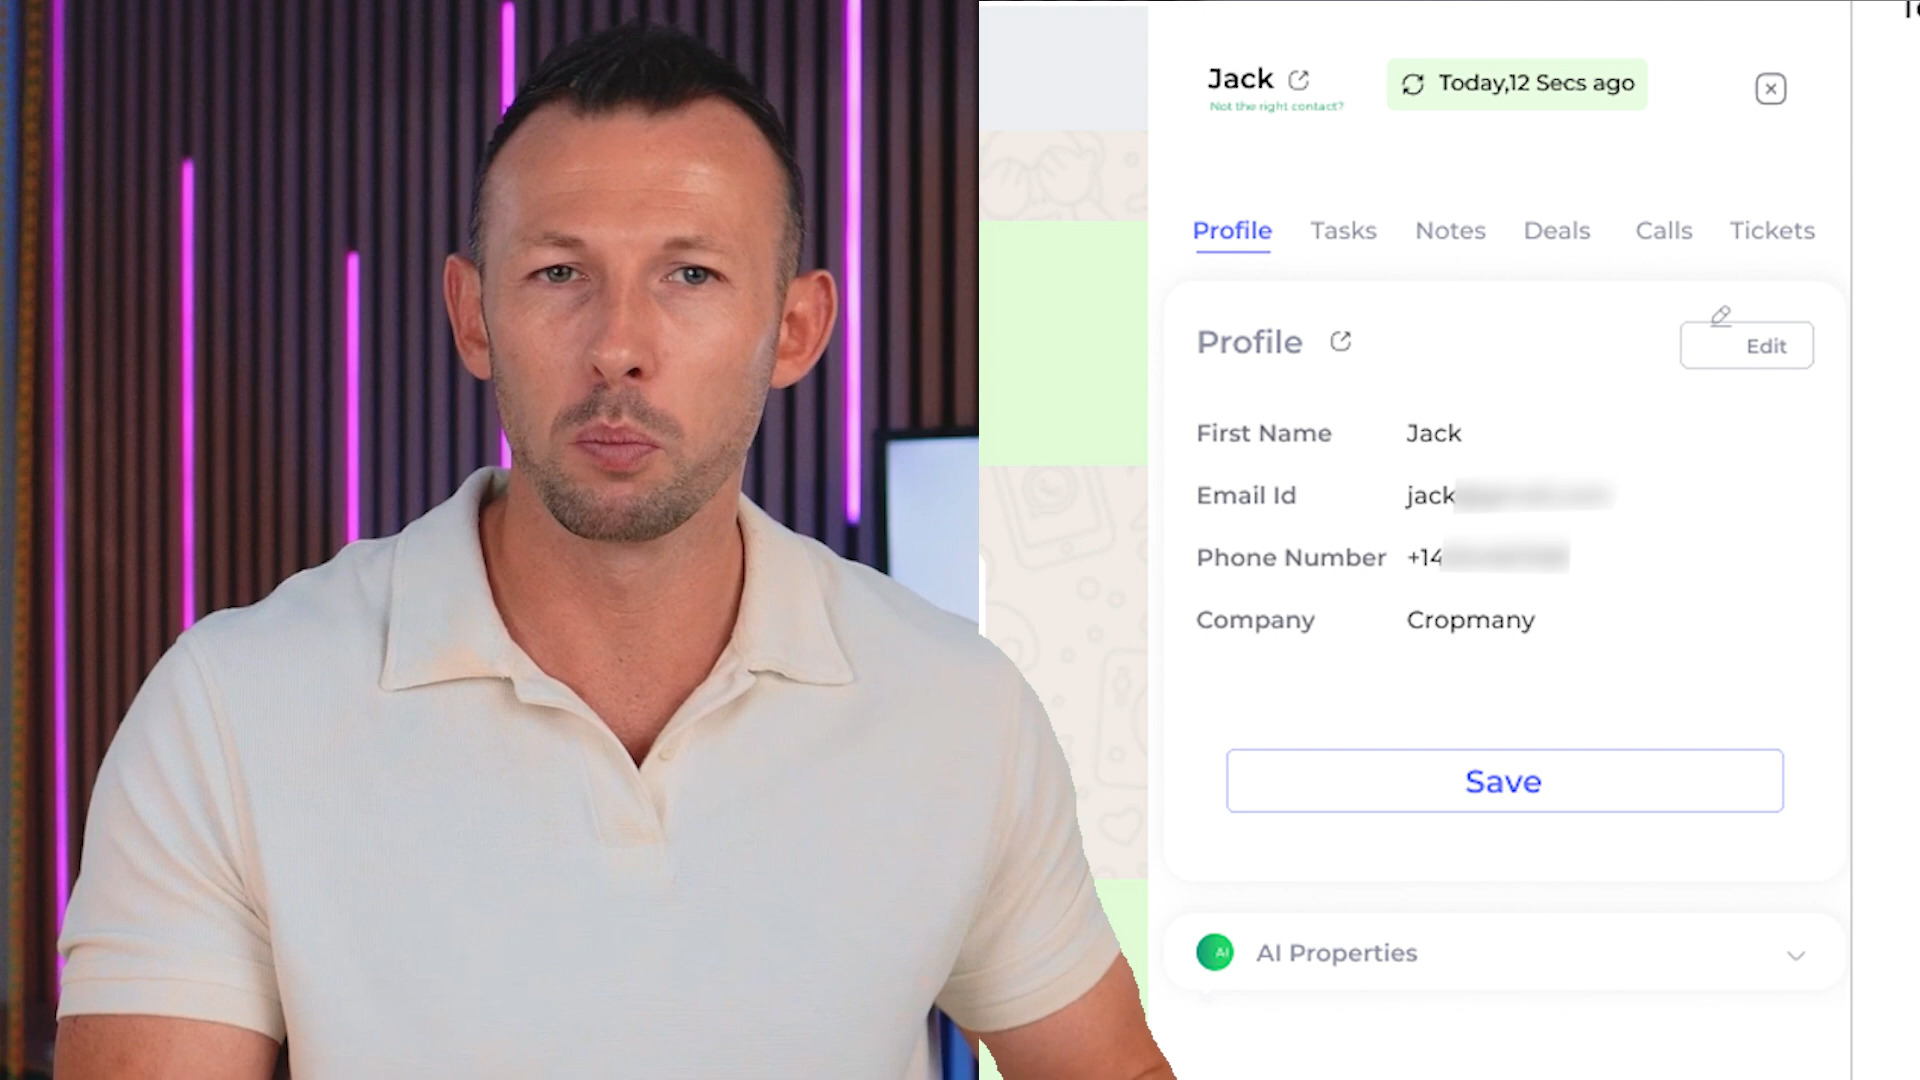 Jack
Not the right contact?
Today,12 Secs ago
Profile Tasks Notes Deals Calls Tickets
Profile
Edit
First Name Jack
Email Id jack
Phone Number +14
Company Cropmany
Save
AI AI Properties